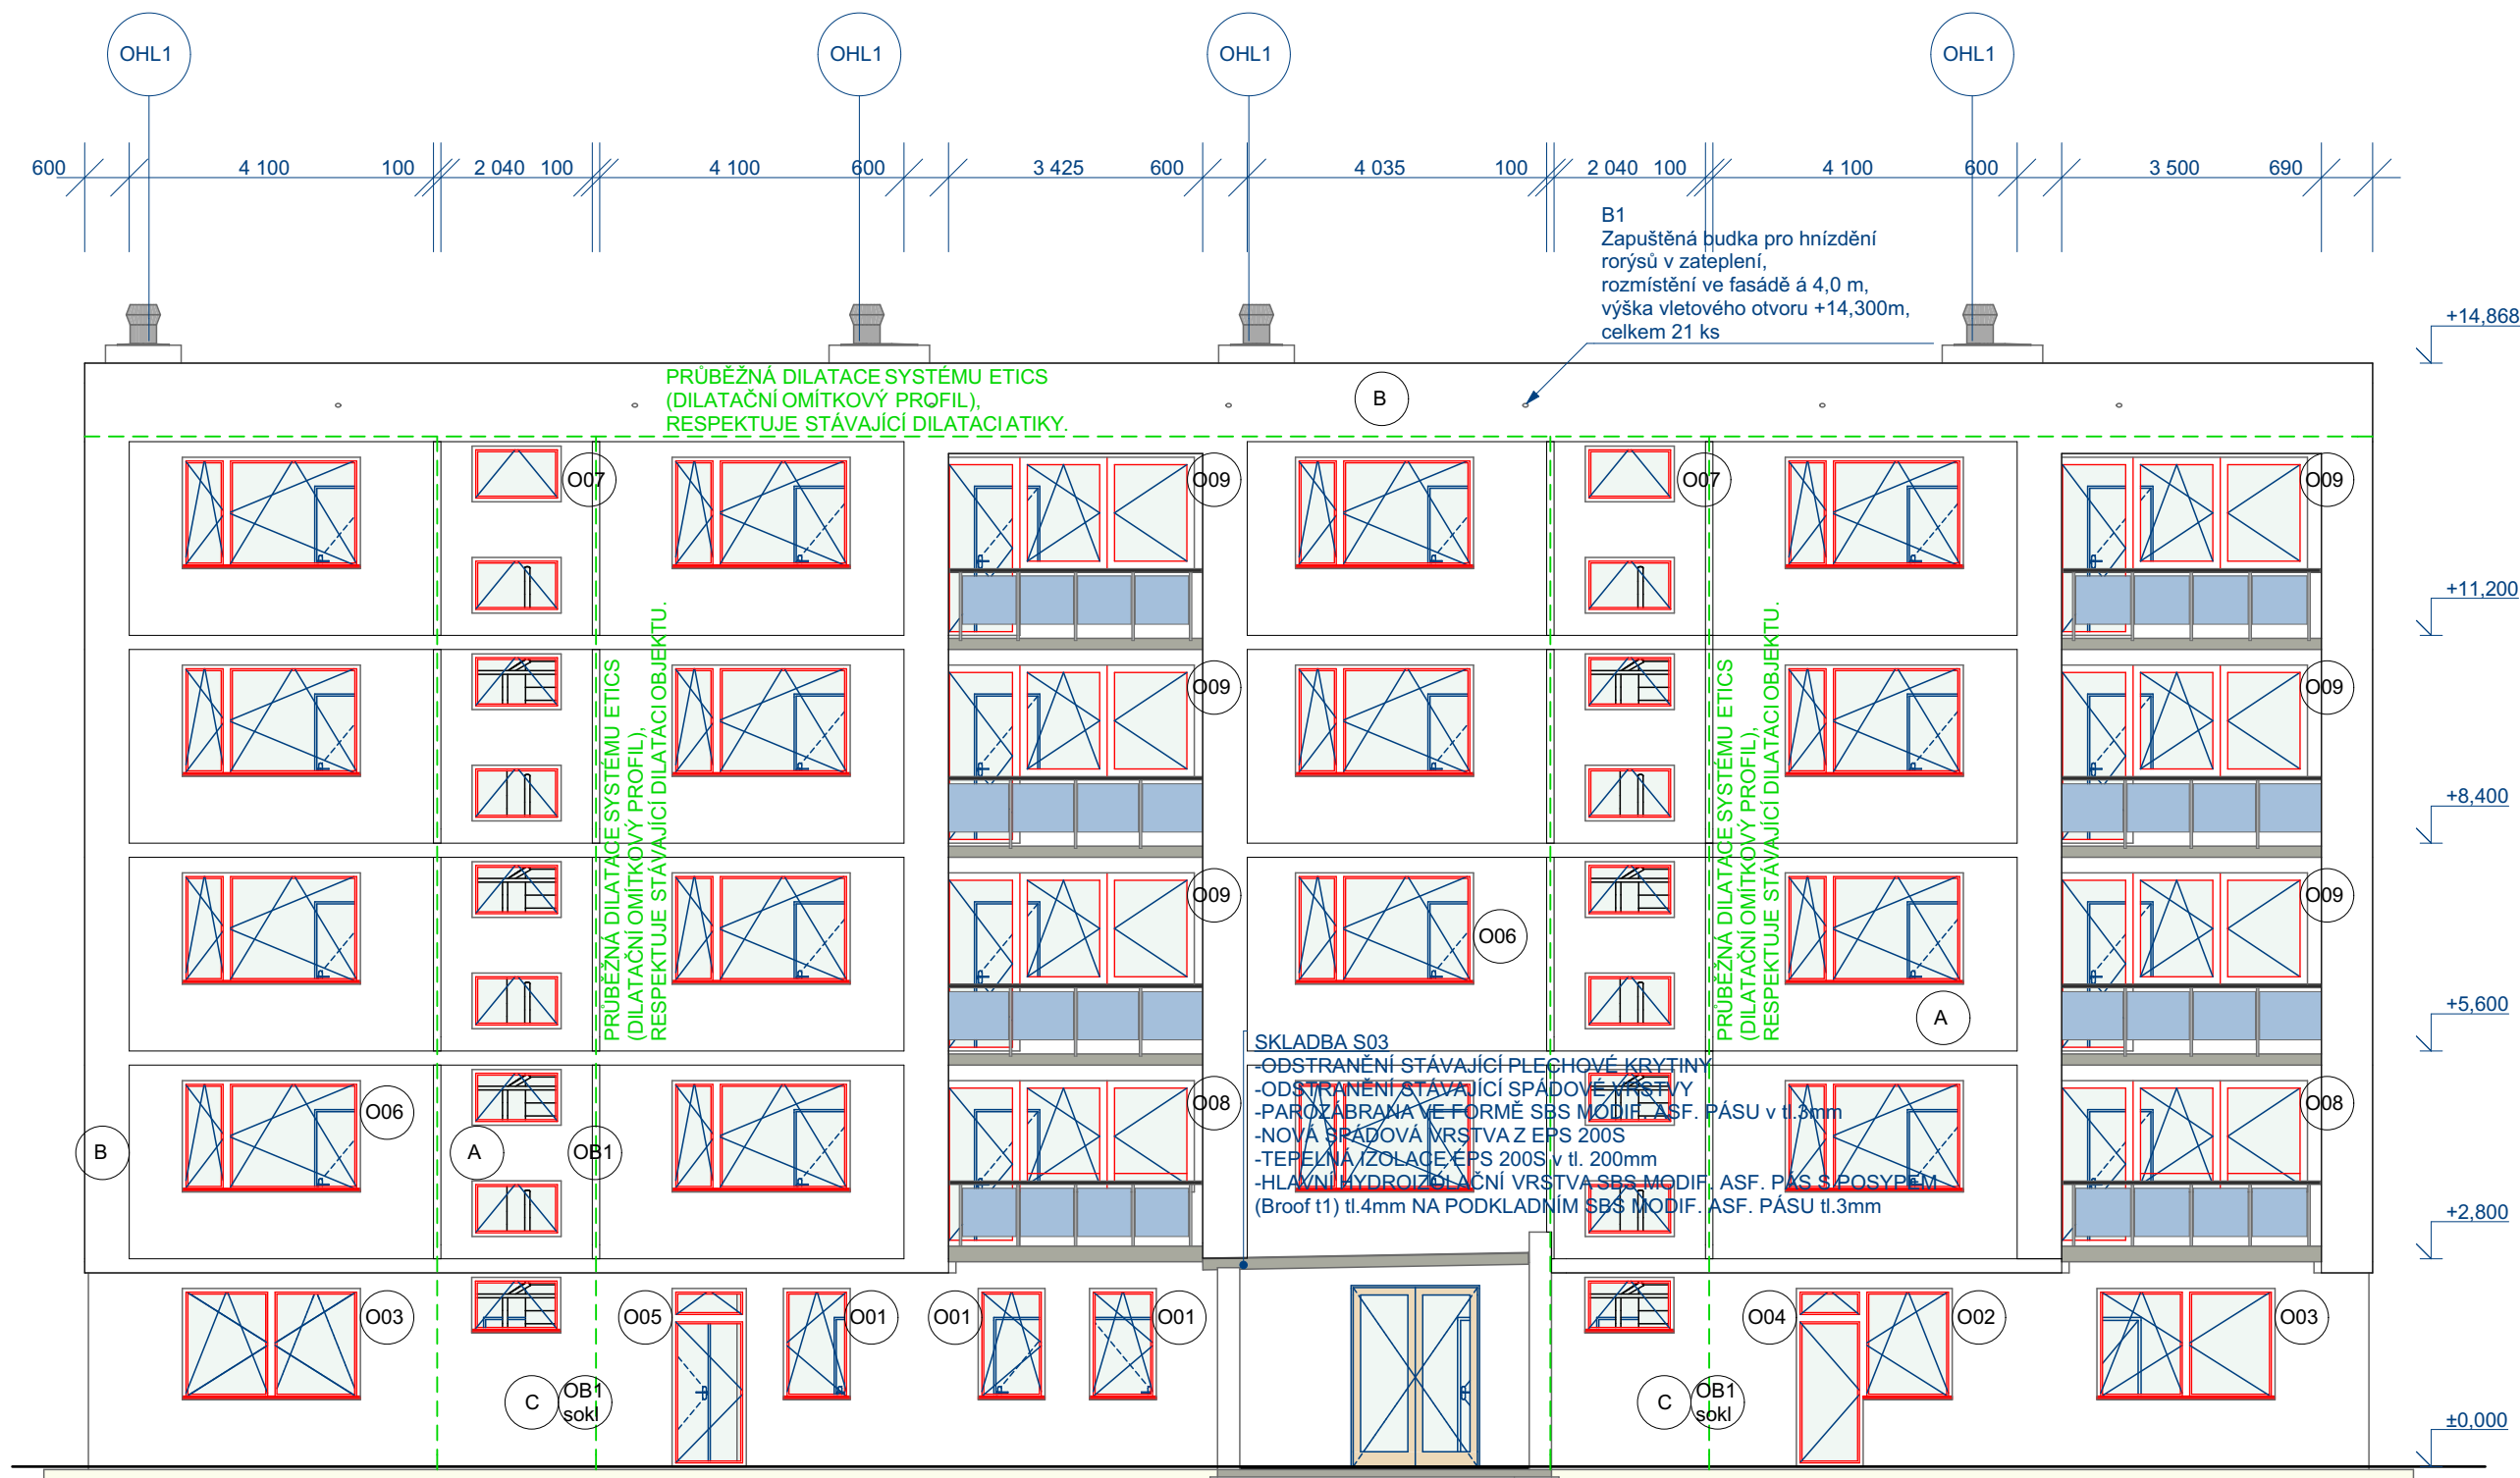 OHL1
OHL1
OHL1
OHL1
600
4 100
100
2 040
100
4 100
600
3 425
600
4 035
100
2 040
100
4 100
600
3 500
690
B1
Zapuštěná budka pro hnízdění
rorýsů v zateplení,
rozmístění ve fasádě á 4,0 m,
výška vletového otvoru +14,300m,
celkem 21 ks
+14,868
PRŮBĚŽNÁ DILATACE SYSTÉMU ETICS
(DILATAČNÍ OMÍTKOVÝ PROFIL),
RESPEKTUJE STÁVAJÍCÍ DILATACI ATIKY.
B
O07
O09
O07
O09
+11,200
PRŮBĚŽNÁ DILATACE SYSTÉMU ETICS
(DILATAČNÍ OMÍTKOVÝ PROFIL),
RESPEKTUJE STÁVAJÍCÍ DILATACI OBJEKTU.
PRŮBĚŽNÁ DILATACE SYSTÉMU ETICS
(DILATAČNÍ OMÍTKOVÝ PROFIL),
RESPEKTUJE STÁVAJÍCÍ DILATACI OBJEKTU.
O09
O09
+8,400
O09
O06
O09
A
+5,600
SKLADBA S03
-ODSTRANĚNÍ STÁVAJÍCÍ PLECHOVÉ KRYTINY
-ODSTRANĚNÍ STÁVAJÍCÍ SPÁDOVÉ VRSTVY
-PAROZÁBRANA VE FORMĚ SBS MODIF. ASF. PÁSU v tl.3mm
-NOVÁ SPÁDOVÁ VRSTVA Z EPS 200S
-TEPELNÁ IZOLACE EPS 200S v tl. 200mm
-HLAVNÍ HYDROIZOLAČNÍ VRSTVA SBS MODIF. ASF. PÁS S POSYPEM
(Broof t1) tl.4mm NA PODKLADNÍM SBS MODIF. ASF. PÁSU tl.3mm
O06
O08
O08
B
A
OB1
+2,800
O03
O05
O01
O01
O01
O04
O02
O03
C
OB1
sokl
C
OB1
sokl
±0,000